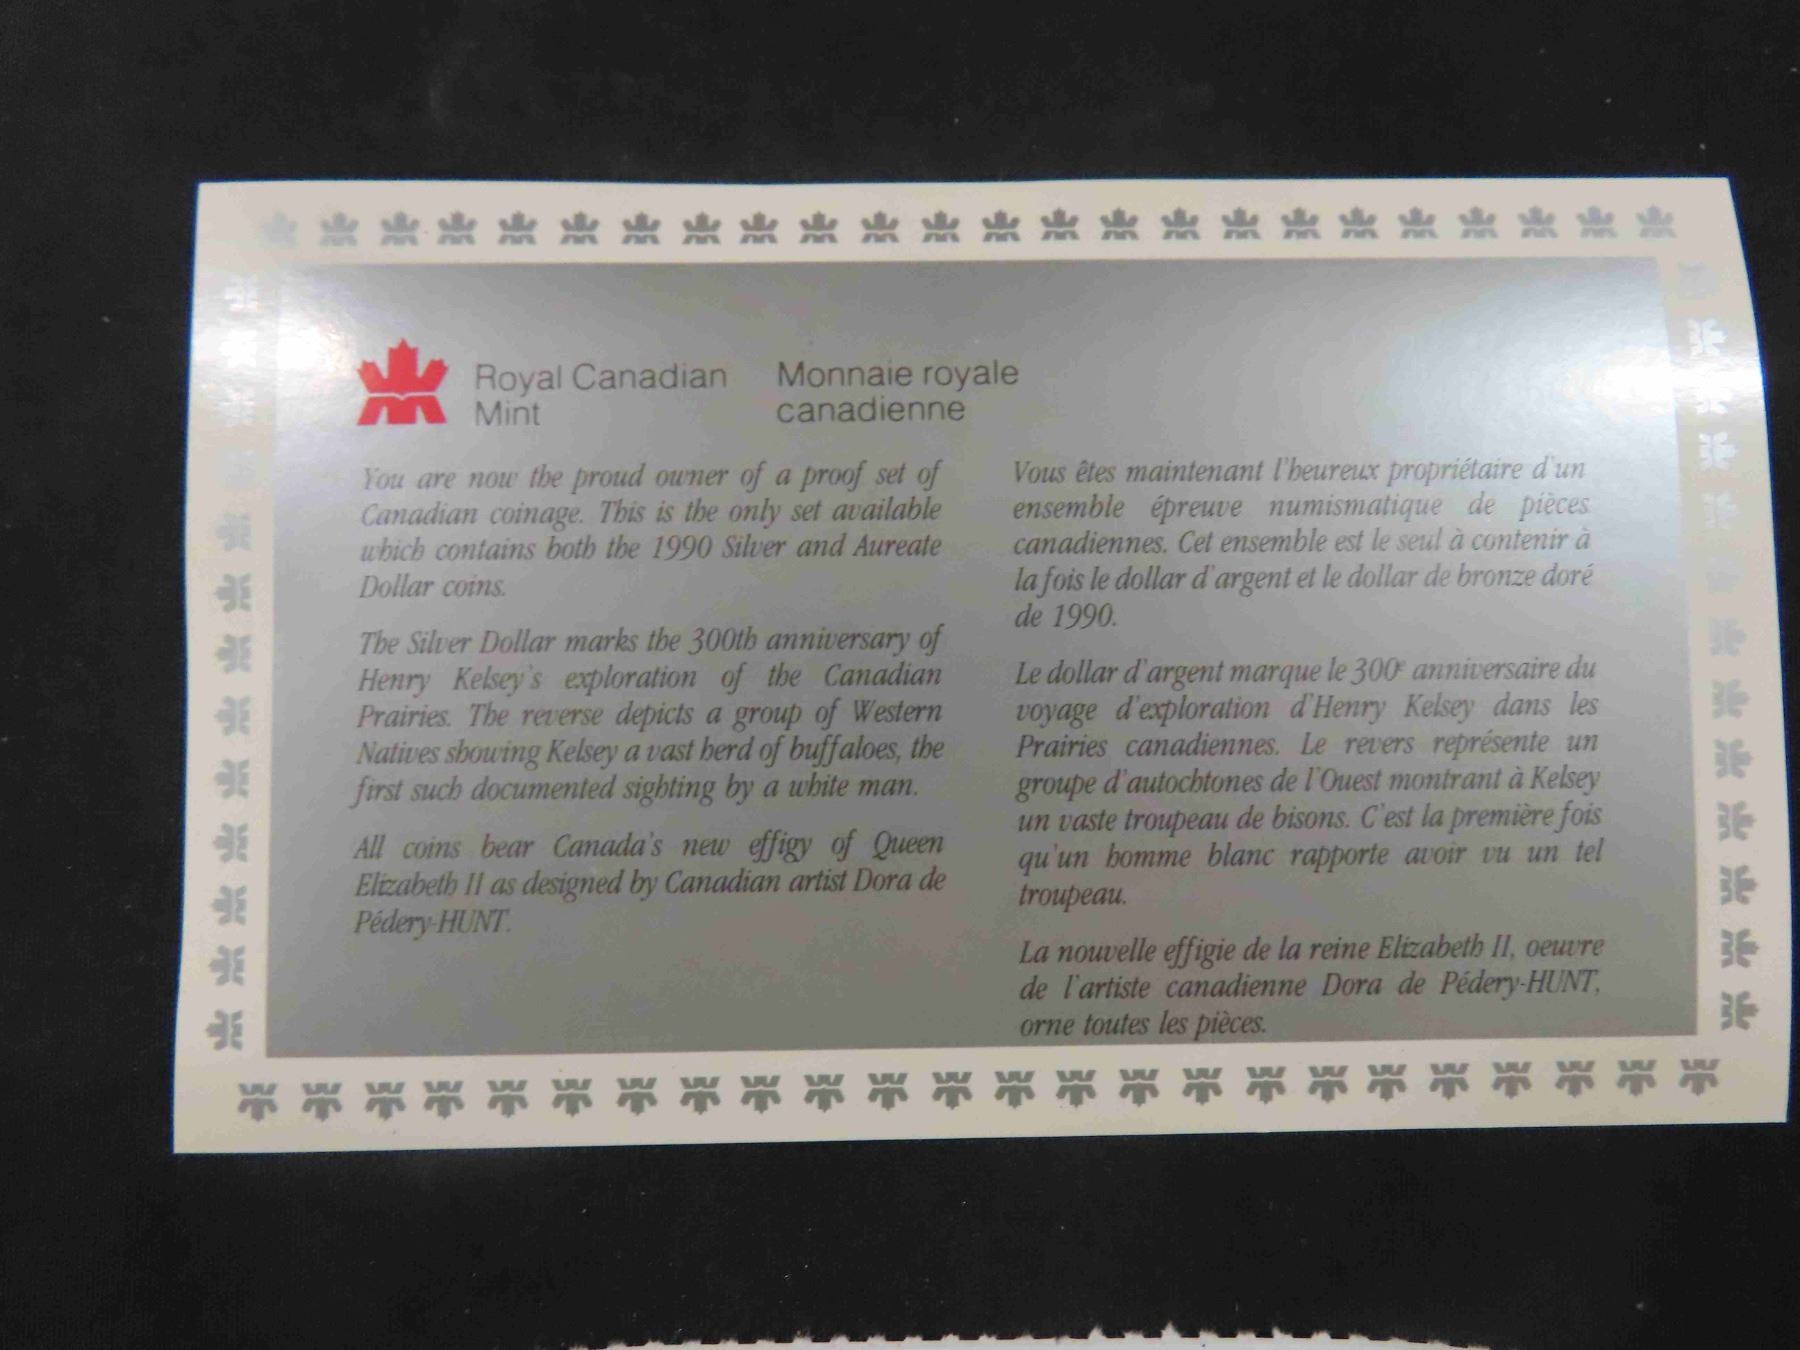 Royal Canadian
Mint
Monnaie royale
canadienne
You are now the proud owner of a proof set of
Canadian coinage. This is the only set available
which contains both the 1990 Silver and Aureate
Dollar coins.
The Silver Dollar marks the 300th anniversary of
Henry Kelsey's exploration of the Canadian
Prairies. The reverse depicts a group of Western
Natives showing Kelsey a vast herd of buffaloes, the
first such documented sighting by a white man.
All coins bear Canada's new effigy of Queen
Elizabeth II as designed by Canadian artist Dora de
Pédery-HUNT.
Vous êtes maintenant l'heureux propriétaire d'un
ensemble épreuve numismatique de pièces
canadiennes. Cet ensemble est le seul à contenir à
la fois le dollar d'argent et le dollar de bronze doré
de 1990.
Le dollar d'argent marque le 300e anniversaire du
voyage d'exploration d'Henry Kelsey dans les
Prairies canadiennes. Le revers représente un
groupe d'autochtones de l'Ouest montrant à Kelsey
un vaste troupeau de bisons. C'est la première fois
qu'un homme blanc rapporte avoir vu un tel
troupeau.
La nouvelle effigie de la reine Elizabeth II, oeuvre
de l'artiste canadienne Dora de Pédery-HUNT,
orne toutes les pièces.